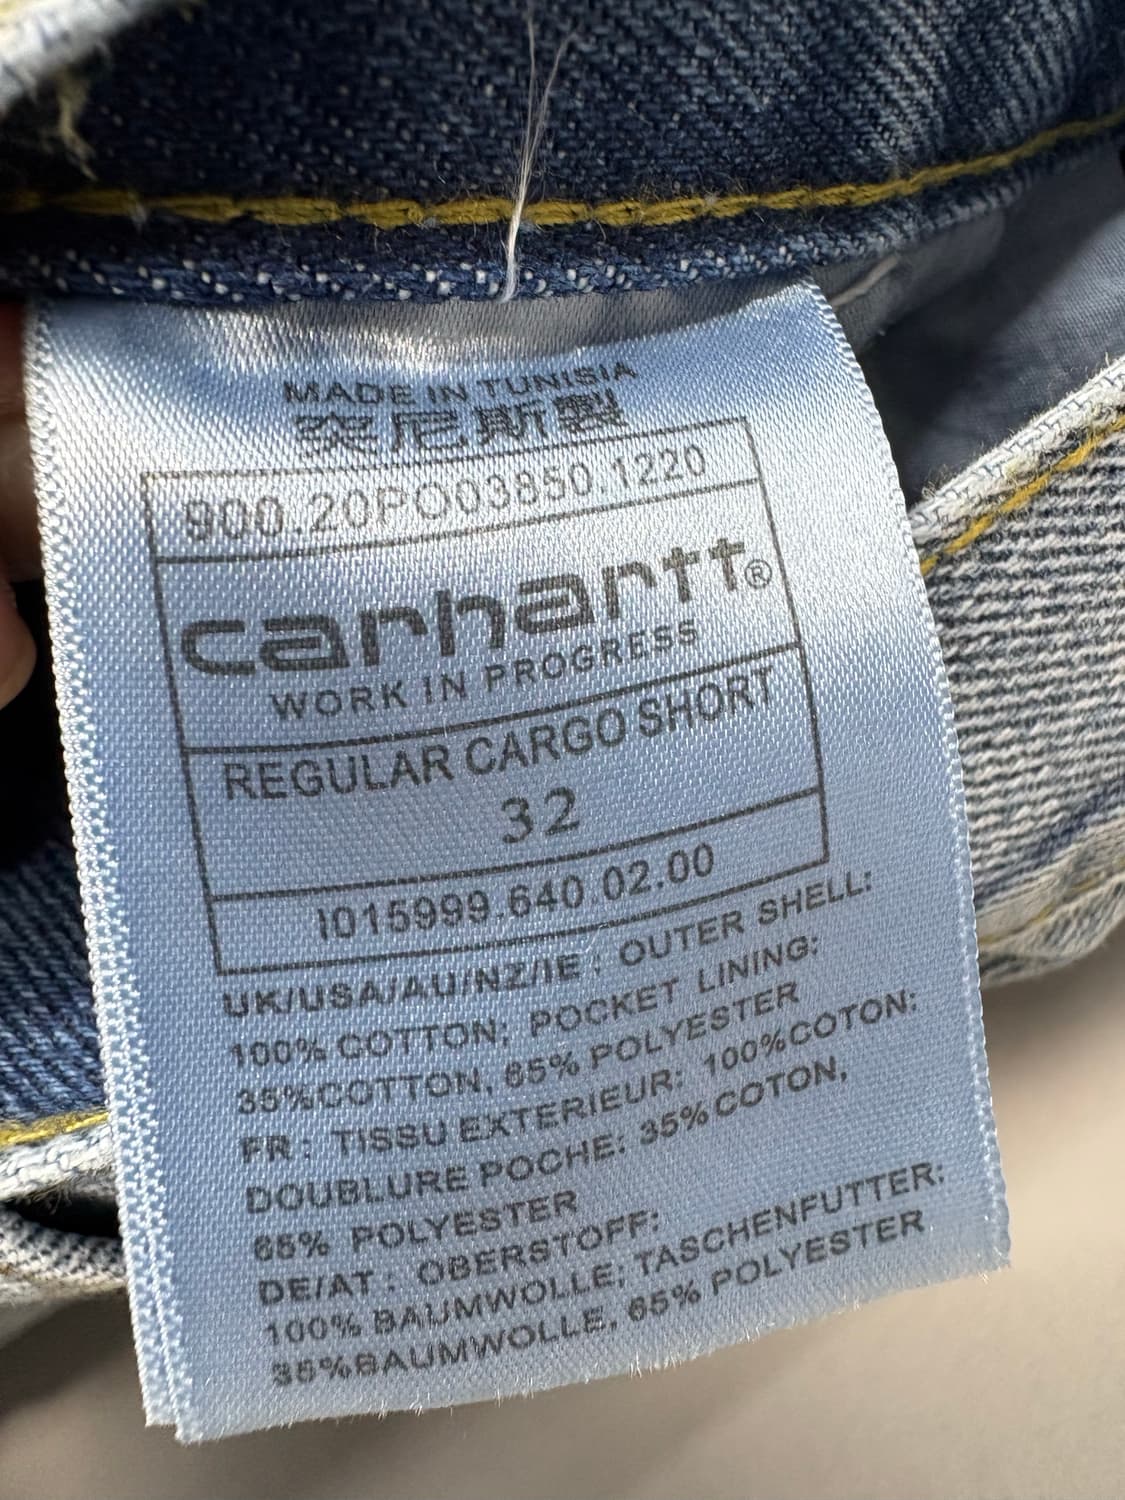 MADE IN TUNISIA
突尼斯製
900.20PO03850.1220
carhartt®
WORK IN PROGRESS
REGULAR CARGO SHORT
32
I015999.640.02.00
UK/USA/AU/NZ/IE : OUTER SHELL:
100% COTTON; POCKET LINING:
35%COTTON, 65% POLYESTER
FR : TISSU EXTERIEUR: 100%COTON:
DOUBLURE POCHE: 35%COTON,
65% POLYESTER
DE/AT : OBERSTOFF:
100% BAUMWOLLE; TASCHENFUTTER:
35%BAUMWOLLE, 65% POLYESTER